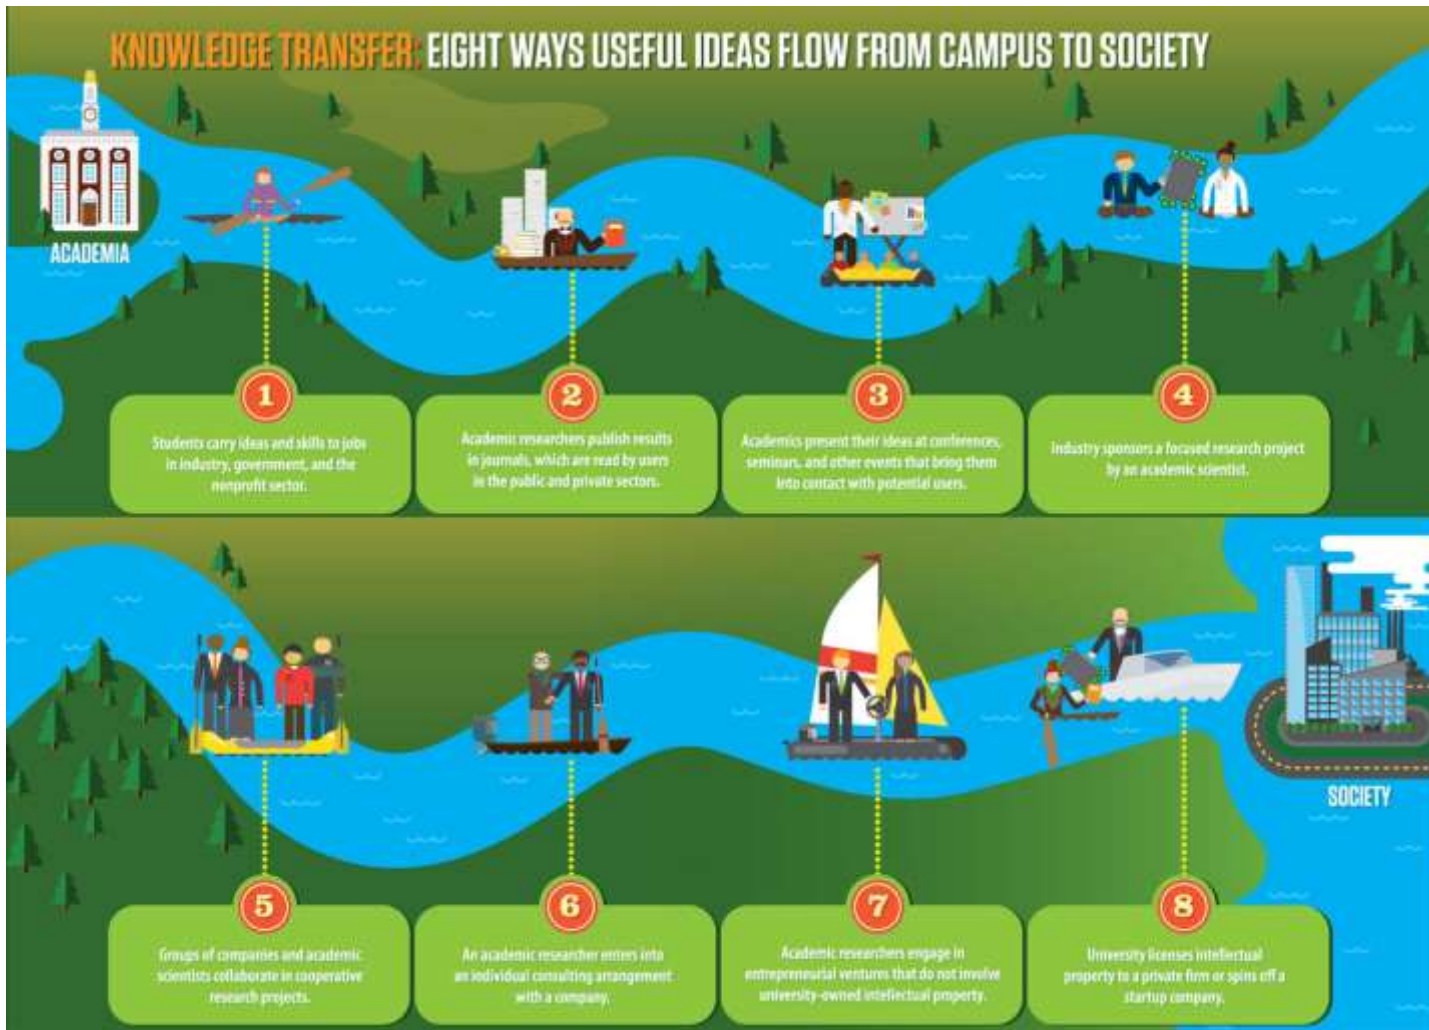 KNOWLEDGE TRANSFER: EIGHT WAYS USEFUL IDEAS FLOW FROM CAMPUS TO SOCIETY
ACADEMIA
1
Students carry ideas and skills to jobs
in industry, government, and the
nonprofit sector.
2
Academic researchers publish results
in journals, which are read by users
in the public and private sectors.
3
Academics present their ideas at conferences,
seminars, and other events that bring them
into contact with potential users.
4
Industry sponsors a focused research project
by an academic scientist.
SOCIETY
5
Groups of companies and academic
scientists collaborate in cooperative
research projects.
6
An academic researcher enters into
an individual consulting arrangement
with a company.
7
Academic researchers engage in
entrepreneurial ventures that do not involve
university-owned intellectual property.
8
University licenses intellectual
property to a private firm or spins off a
startup company.